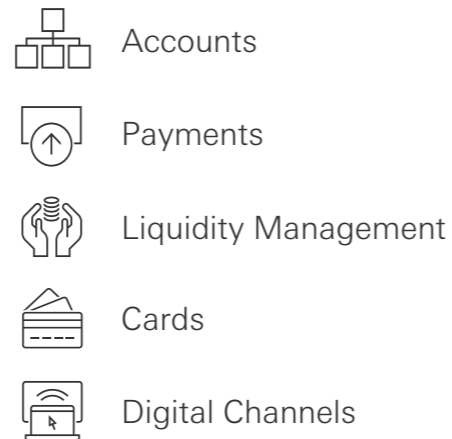 Accounts
Payments
Liquidity Management
Cards
Digital Channels